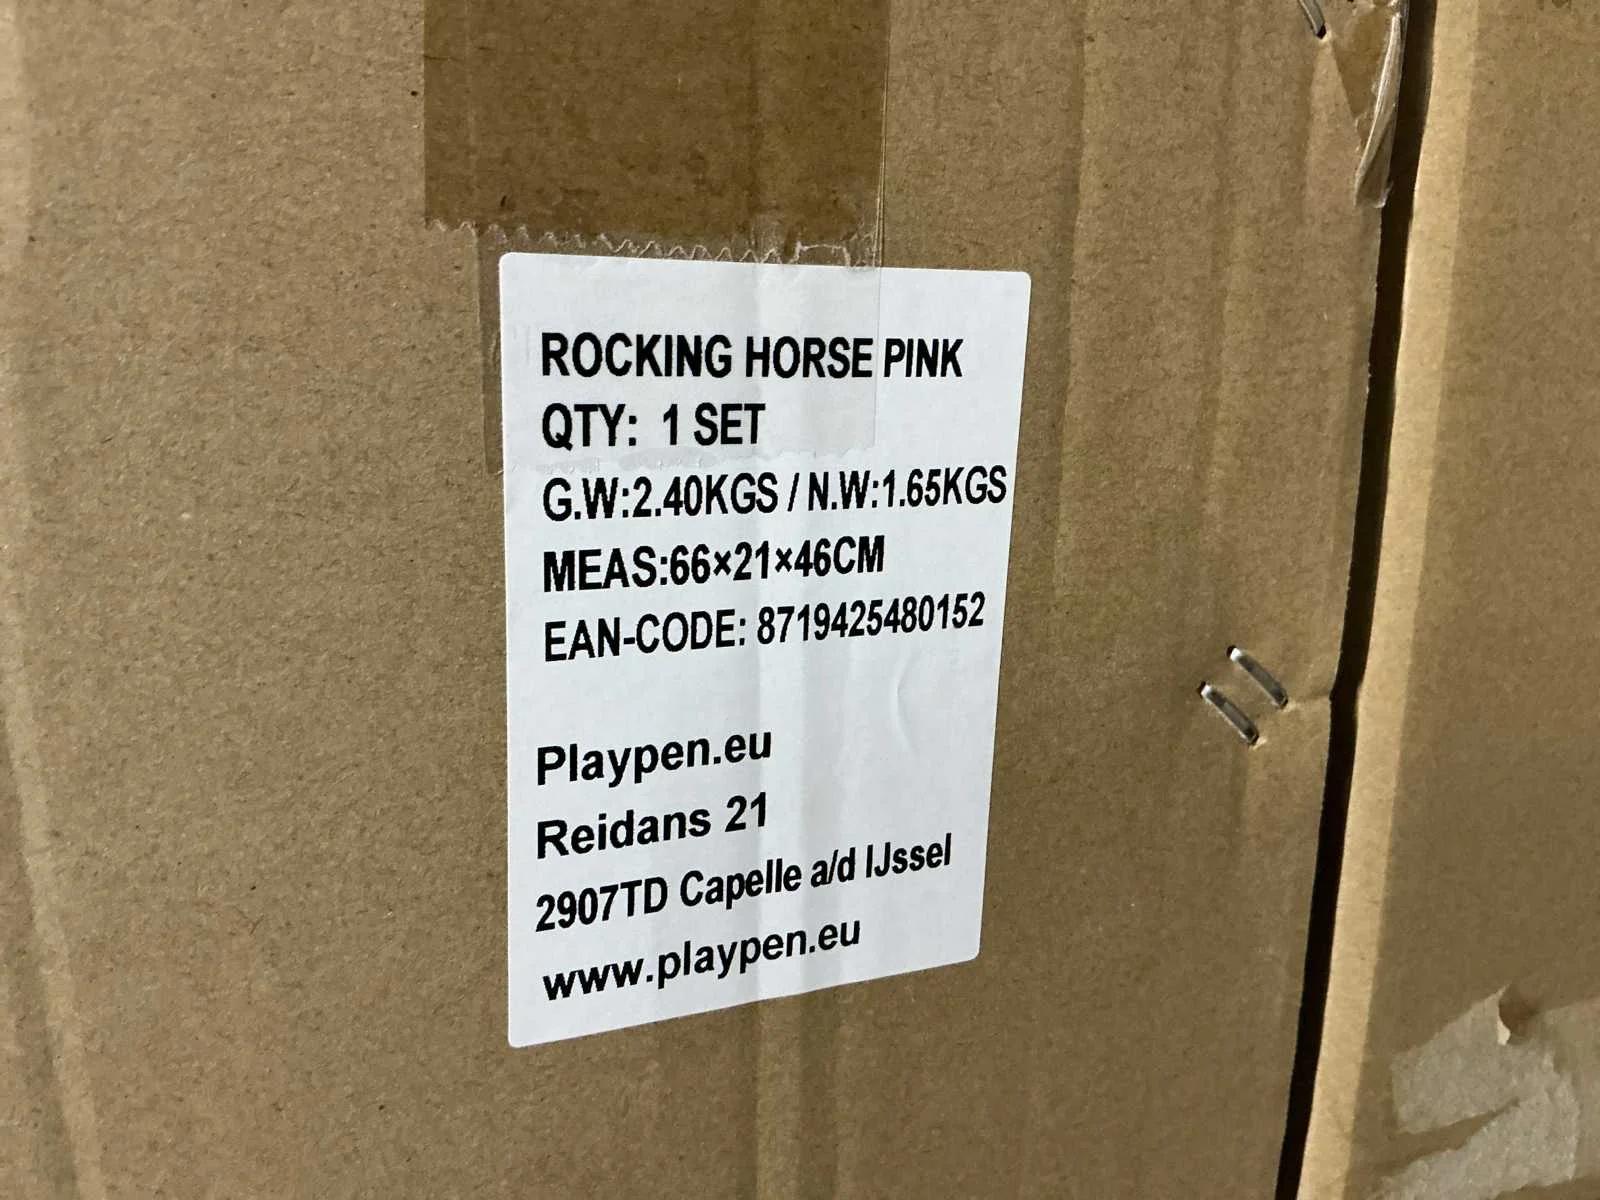 ROCKING HORSE PINK
QTY: 1 SET
G.W:2.40KGS / N.W:1.65KGS
MEAS:66×21×46CM
EAN-CODE: 8719425480152
Playpen.eu
Reidans 21
2907TD Capelle a/d IJssel
www.playpen.eu